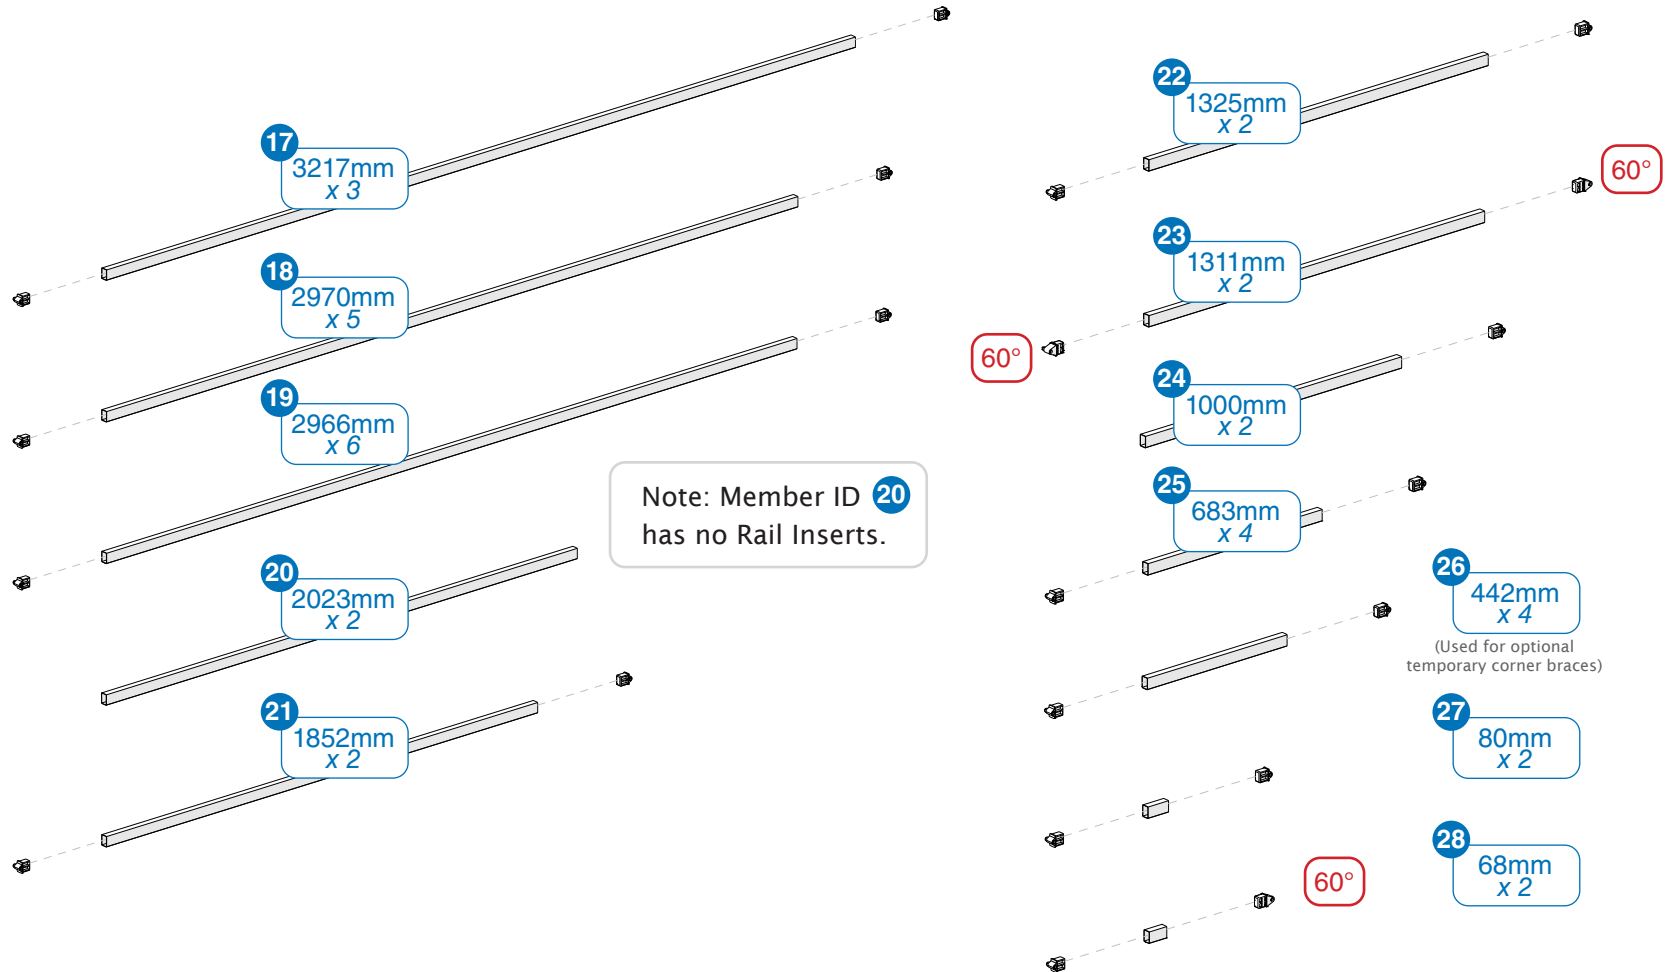 17
3217mm
x 3
18
2970mm
x 5
19
2966mm
x 6
Note: Member ID 20
has no Rail Inserts.
20
2023mm
x 2
21
1852mm
x 2
22
1325mm
x 2
60°
23
1311mm
x 2
60°
24
1000mm
x 2
25
683mm
x 4
26
442mm
x 4
(Used for optional
temporary corner braces)
27
80mm
x 2
28
68mm
x 2
60°